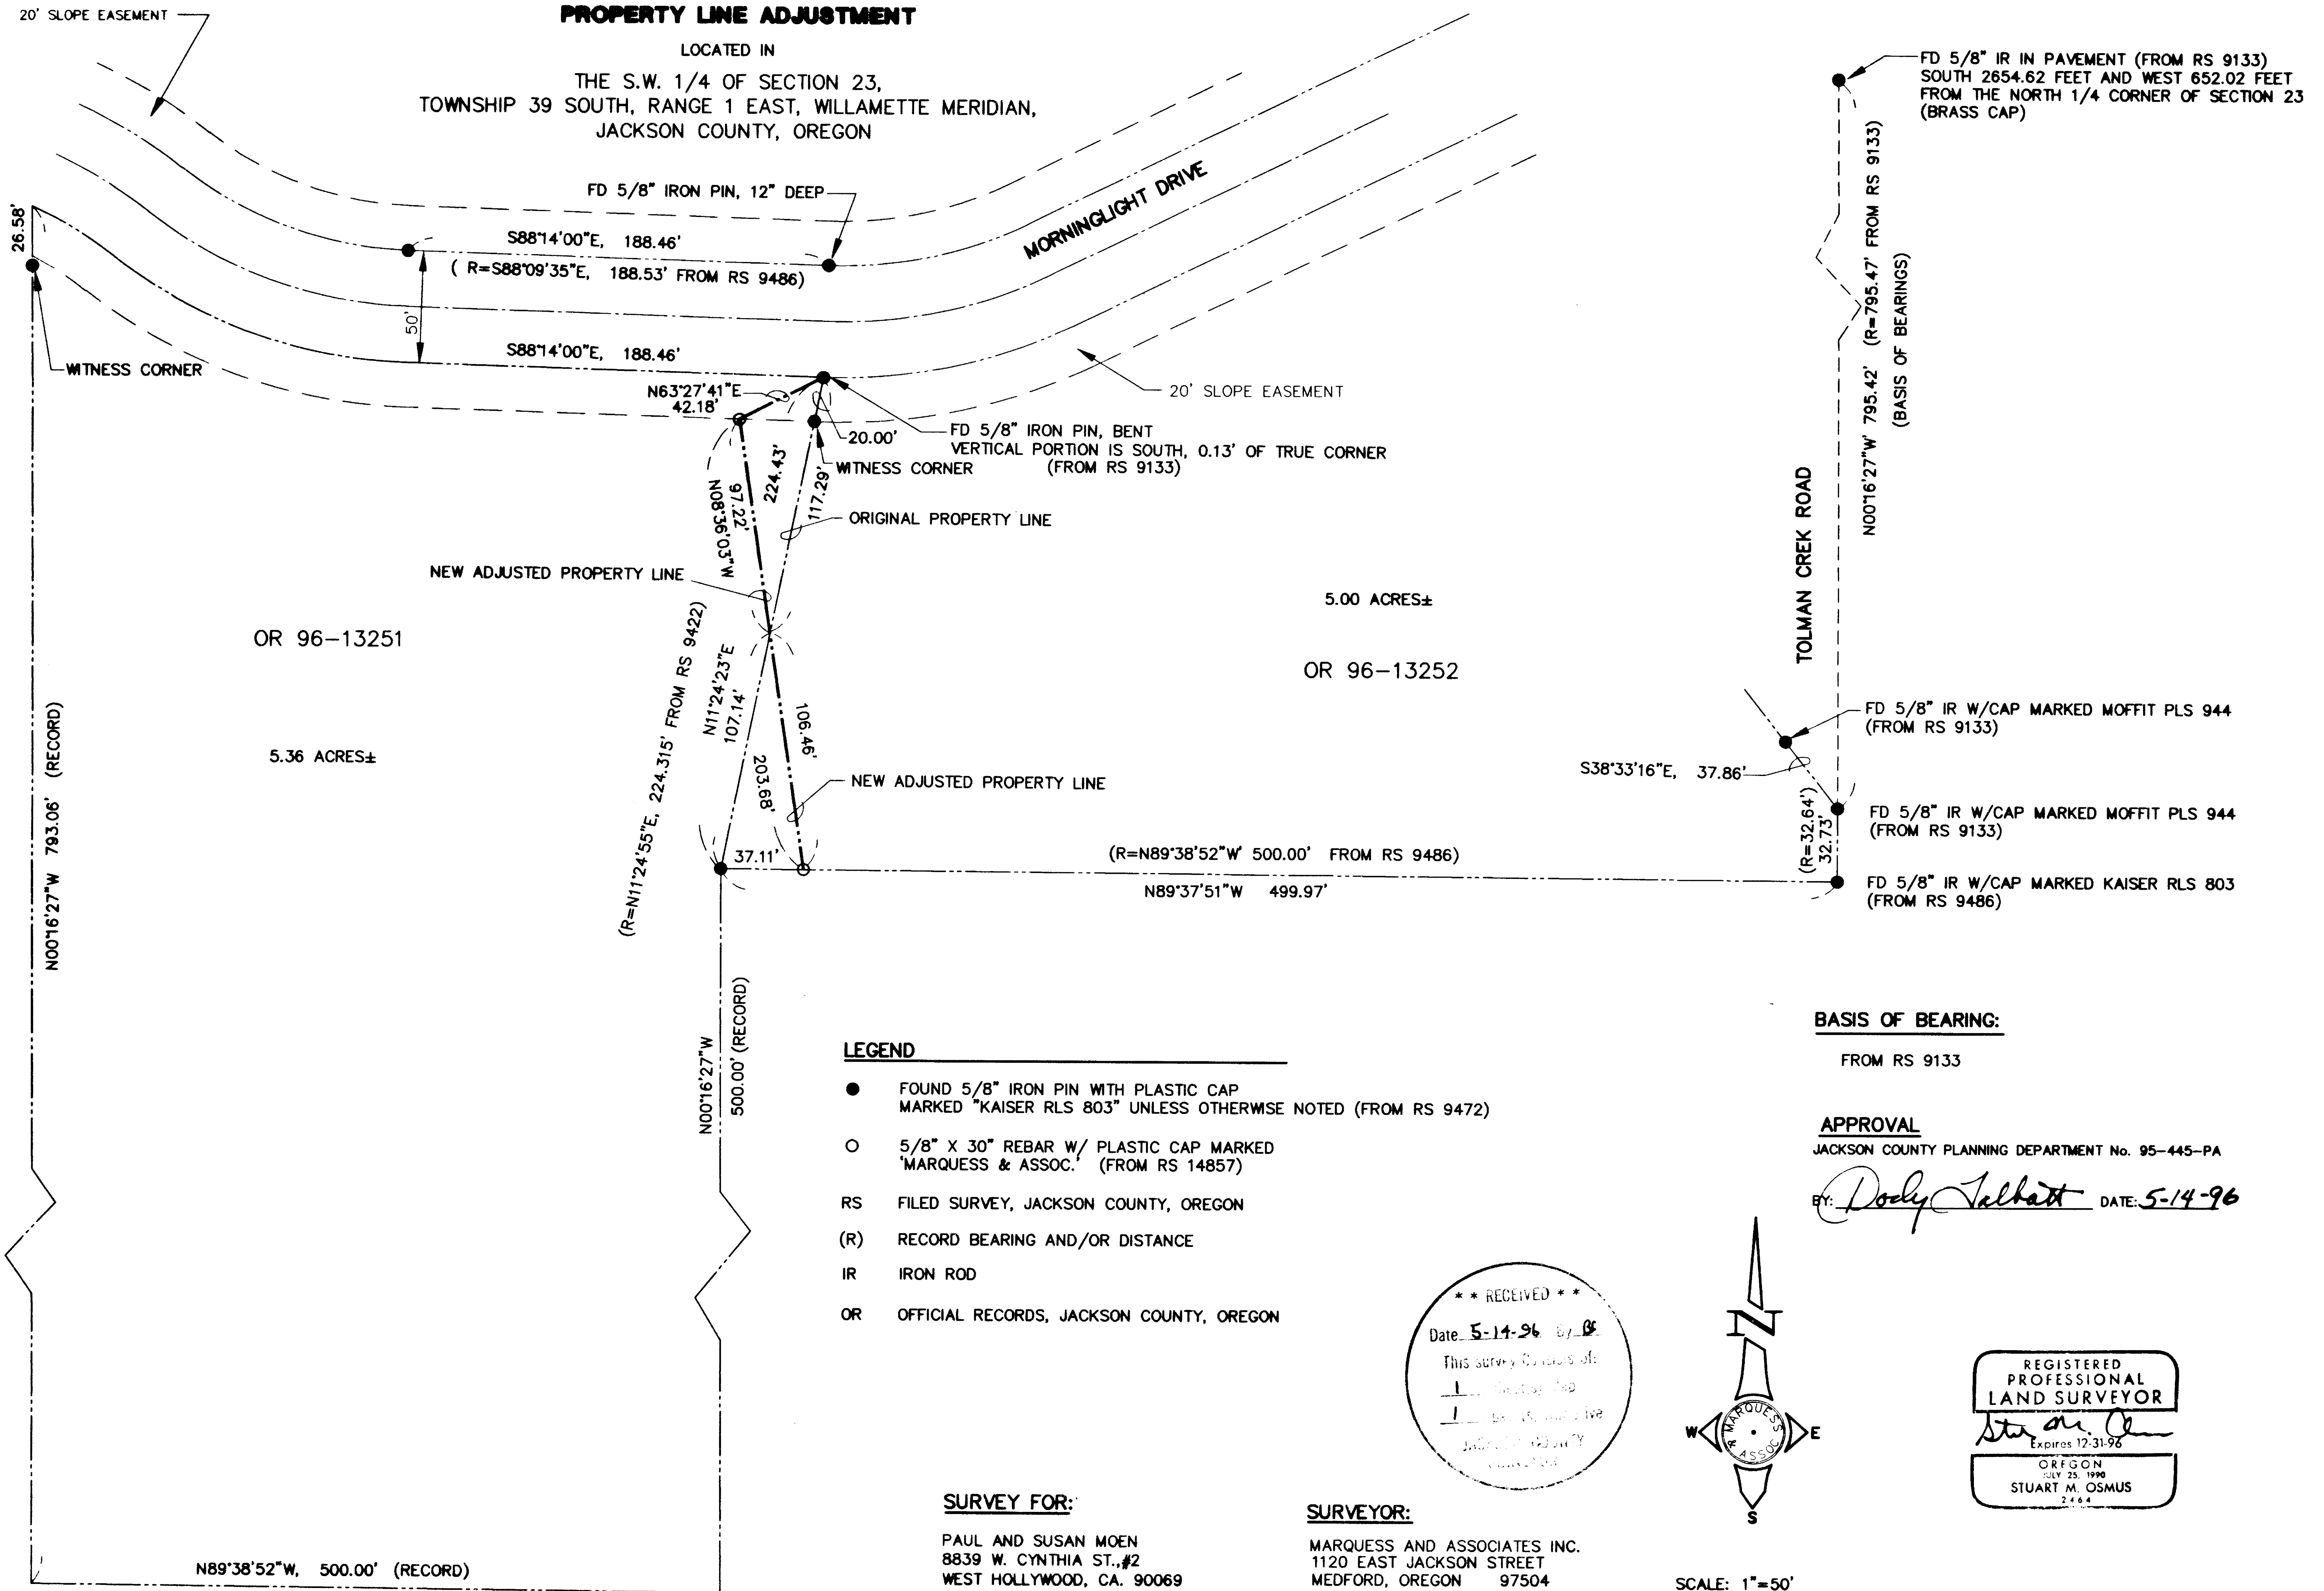 20' SLOPE EASEMENT
PROPERTY LINE ADJUSTMENT
LOCATED IN
THE S.W. 1/4 OF SECTION 23,
TOWNSHIP 39 SOUTH, RANGE 1 EAST, WILLAMETTE MERIDIAN,
JACKSON COUNTY, OREGON
FD 5/8" IR IN PAVEMENT (FROM RS 9133)
SOUTH 2654.62 FEET AND WEST 652.02 FEET
FROM THE NORTH 1/4 CORNER OF SECTION 23
(BRASS CAP)
FD 5/8" IRON PIN, 12" DEEP
MORNINGLIGHT DRIVE
26.58'
S88°14'00"E, 188.46'
( R=S88°09'35"E, 188.53' FROM RS 9486)
50'
S88°14'00"E, 188.46'
WITNESS CORNER
N63°27'41"E
42.18'
20' SLOPE EASEMENT
20.00'
FD 5/8" IRON PIN, BENT
VERTICAL PORTION IS SOUTH, 0.13' OF TRUE CORNER
(FROM RS 9133)
WITNESS CORNER
224.43'
117.29'
97.22'
N08°36'03"W
ORIGINAL PROPERTY LINE
NEW ADJUSTED PROPERTY LINE
N00°16'27"W 795.42' (R=795.47' FROM RS 9133)
(BASIS OF BEARINGS)
TOLMAN CREK ROAD
5.00 ACRES±
OR 96-13251
OR 96-13252
5.36 ACRES±
N00°16'27"W 793.06' (RECORD)
(R=N11°24'55"E, 224.315' FROM RS 9422)
N11°24'23"E
107.14'
106.46'
203.68'
NEW ADJUSTED PROPERTY LINE
FD 5/8" IR W/CAP MARKED MOFFIT PLS 944
(FROM RS 9133)
S38°33'16"E, 37.86'
FD 5/8" IR W/CAP MARKED MOFFIT PLS 944
(FROM RS 9133)
(R=32.64')
32.73'
37.11'
(R=N89°38'52"W 500.00' FROM RS 9486)
N89°37'51"W 499.97'
FD 5/8" IR W/CAP MARKED KAISER RLS 803
(FROM RS 9486)
N00°16'27"W
500.00' (RECORD)
LEGEND
FOUND 5/8" IRON PIN WITH PLASTIC CAP
MARKED "KAISER RLS 803" UNLESS OTHERWISE NOTED (FROM RS 9472)
5/8" X 30" REBAR W/ PLASTIC CAP MARKED
'MARQUESS & ASSOC.' (FROM RS 14857)
RS FILED SURVEY, JACKSON COUNTY, OREGON
(R) RECORD BEARING AND/OR DISTANCE
IR IRON ROD
OR OFFICIAL RECORDS, JACKSON COUNTY, OREGON
BASIS OF BEARING:
FROM RS 9133
APPROVAL
JACKSON COUNTY PLANNING DEPARTMENT No. 95-445-PA
BY: Dody Talbott DATE: 5-14-96
* * RECEIVED * *
Date 5-14-96 By
This survey of:
1
1
N
W
E
S
MARQUESS
ASSOC
REGISTERED
PROFESSIONAL
LAND SURVEYOR
Expires 12-31-96
OREGON
JULY 25, 1990
STUART M. OSMUS
2464
SURVEY FOR:
PAUL AND SUSAN MOEN
8839 W. CYNTHIA ST.,#2
WEST HOLLYWOOD, CA. 90069
SURVEYOR:
MARQUESS AND ASSOCIATES INC.
1120 EAST JACKSON STREET
MEDFORD, OREGON 97504
SCALE: 1"=50'
N89°38'52"W, 500.00' (RECORD)